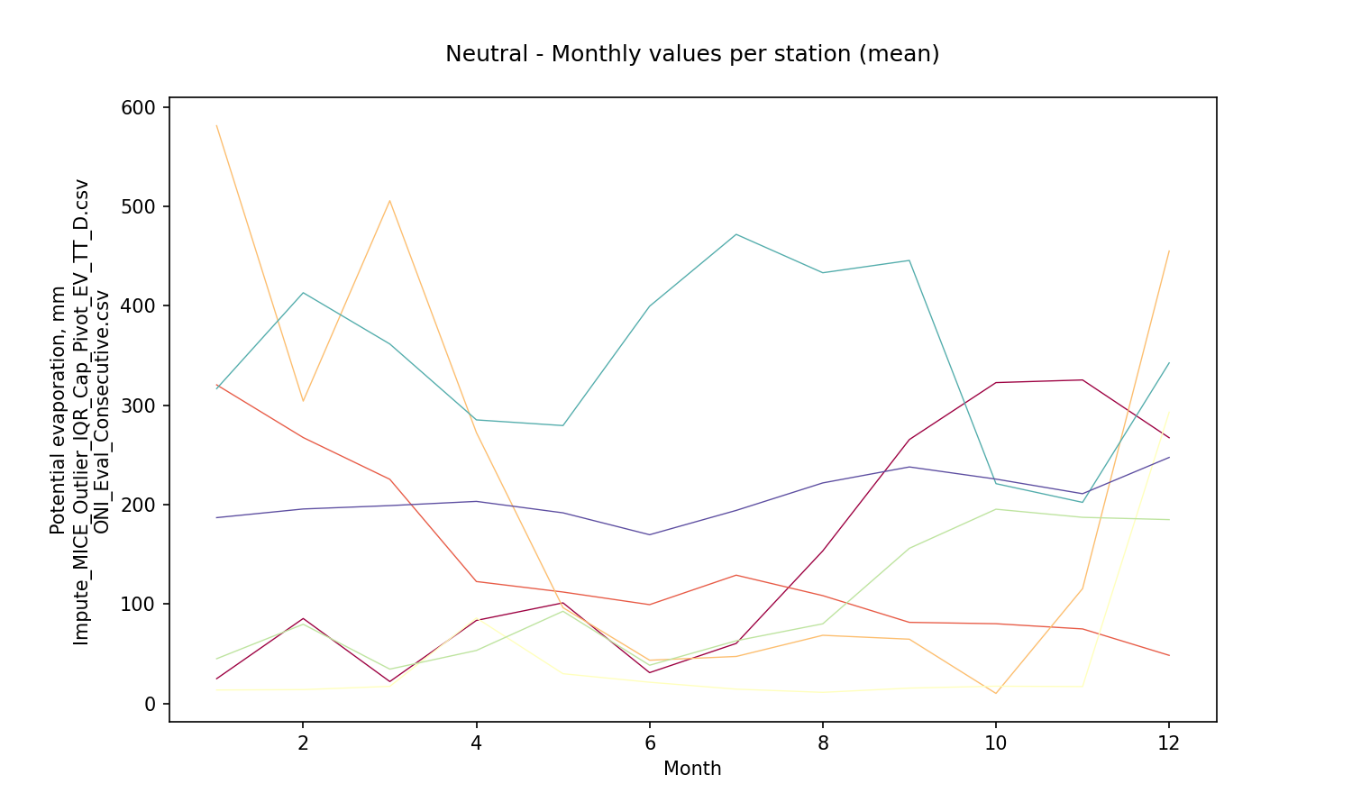 Neutral - Monthly values per station (mean)
Potential evaporation, mm
Impute_MICE_Outlier_IQR_Cap_Pivot_EV_TT_D.csv
ONI_Eval_Consecutive.csv
600
500
400
300
200
100
0
2 4 6 8 10 12
Month